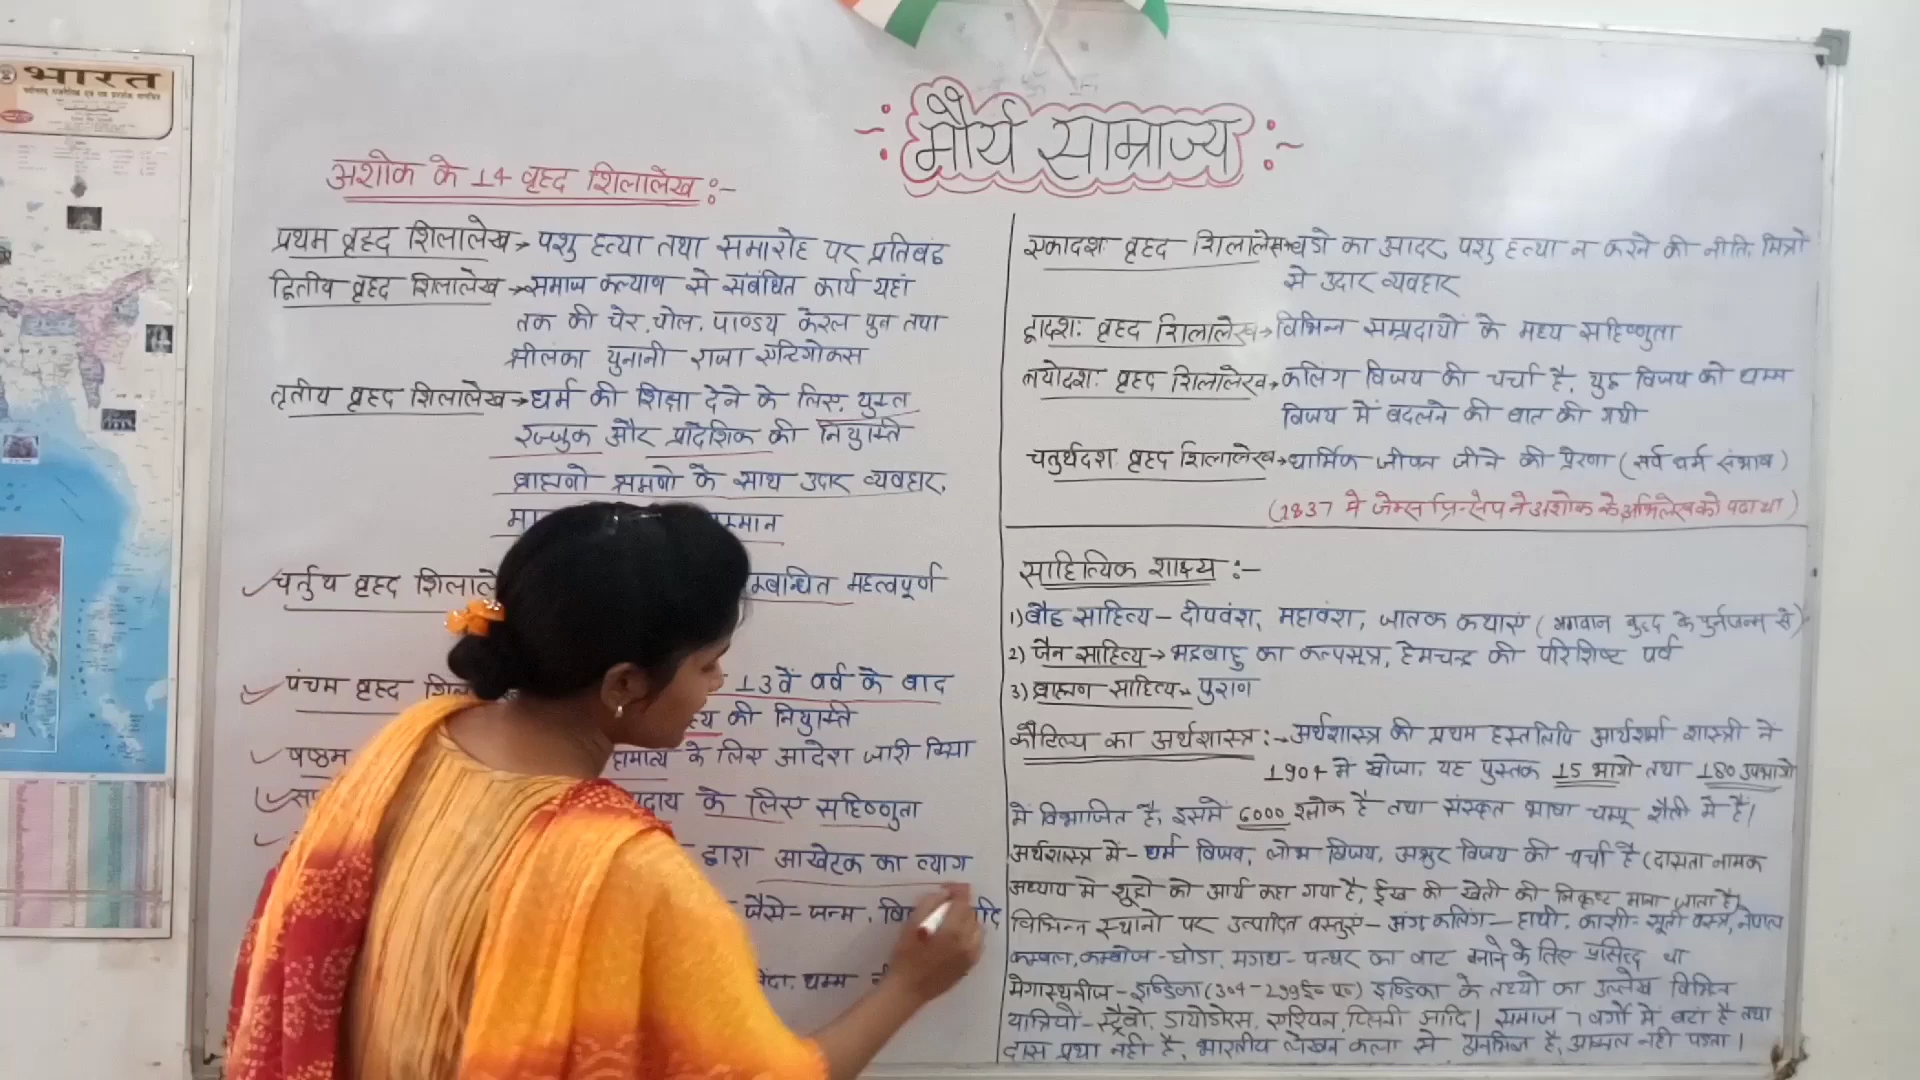 भारत
मौर्य साम्राज्य
अशोक के 14 वृहद शिलालेख :-
प्रथम वृहद शिलालेख → पशु हत्या तथा समारोह पर प्रतिबंध
द्वितीय वृहद शिलालेख → समाज कल्याण से संबंधित कार्य यहां
तक की चेर, चोल, पाण्ड्य केरल पुत्र तथा
श्रीलंका युनानी राजा एन्टिगोकस
तृतीय वृहद शिलालेख → धर्म की शिक्षा देने के लिए, युक्त
रज्जुक और प्रादेशिक की नियुक्ति
ब्राह्मणो श्रमणो के साथ उदार व्यवहार,
चर्तुथ वृहद शिलाले
म्बन्धित महत्वपूर्ण
पंचम वृहद शिल
13वें वर्ष के बाद
की नियुक्ति
षष्ठम
हामात्य के लिए आदेश जारी किया
के लिए सहिष्णुता
द्वारा आखेटक का त्याग
जैसे - जन्म,
धम्म
एकादश वृहद शिलालेख → बडो का आदर, पशु हत्या न करने की नीति, मित्रो
से उदार व्यवहार
द्वादशः वृहद शिलालेख → विभिन्न सम्प्रदायों के मध्य सहिष्णुता
त्रयोदशः वृहद शिलालेख → कलिंग विजय की चर्चा है, युद्ध विजय को धम्म
विजय में बदलने की बात की गयी
चतुर्थदश वृहद शिलालेख → धार्मिक जीवन जीने की प्रेरणा (सर्व धर्म संभाव)
(1837 मे जेम्स प्रिन्सेप ने अशोक के अभिलेख को पढा था)
साहित्यिक शाक्ष्य :-
1) बौद्ध साहित्य - दीपवंश, महावंश, जातक कथाएं (भगवान बुद्ध के पुर्नजन्म से)
2) जैन साहित्य → भद्रबाहु का कल्पसूत्र, हेमचन्द्र की परिशिष्ट पर्व
3) ब्राह्मण साहित्य → पुराण
कौटिल्य का अर्थशास्त्र :→ अर्थशास्त्र की प्रथम हस्तलिपि आर्यशर्मा शास्त्री नें
1904 मे खोजा, यह पुस्तक 15 भागो तथा 180 उपभागो
में विभाजित है, इसमें 6000 श्लोक है तथा संस्कृत भाषा चम्पू शैली में है।
अर्थशास्त्र में - धर्म विजय, लोभ विजय, असुर विजय की चर्चा है (दासता नामक
अध्याय मे शूद्रो को आर्य कहा गया है, ईख की खेती की निकृष्ट माना जाता है)
विभिन्न स्थानो पर उत्पादित वस्तुएं - अंग कलिंग - हाथी, काशी - सूती वस्त्र, नेपाल
कम्बल, कम्बोज - घोडा, मगध - पत्थर का बाट बनाने के लिए प्रसिद्ध था
मेगास्थनीज - इण्डिका (304 - 299 ई० पू०) इण्डिका के तथ्यो का उल्लेख विभिन्न
यात्रियों - स्ट्रैबो, डायोडोरस, एरियन, प्लिनी आदि। समाज 7 वर्गो में बटां है तथा
दास प्रथा नही है, भारतीय लेखन कला से अनभिज्ञ है, अकाल नही पडता।